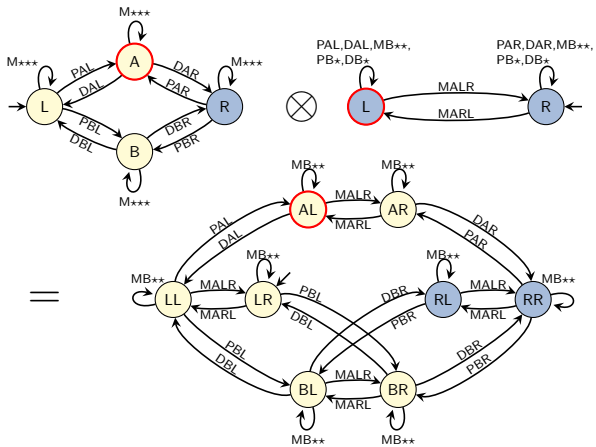 M⋆⋆⋆
A
M⋆⋆⋆
M⋆⋆⋆
PAL
DAL
DAR
PAR
L
R
PBL
DBL
DBR
PBR
B
M⋆⋆⋆
PAL,DAL,MB⋆⋆,
PB⋆,DB⋆
PAR,DAR,MB⋆⋆,
PB⋆,DB⋆
L
MALR
MARL
R
=
MB⋆⋆
MB⋆⋆
AL
MALR
MARL
AR
PAL
DAL
DAR
PAR
MB⋆⋆
MB⋆⋆
MB⋆⋆
MB⋆⋆
LL
MALR
MARL
LR
PBL
DBL
DBR
PBR
RL
MALR
MARL
RR
PBL
DBL
DBR
PBR
BL
MALR
MARL
BR
MB⋆⋆
MB⋆⋆